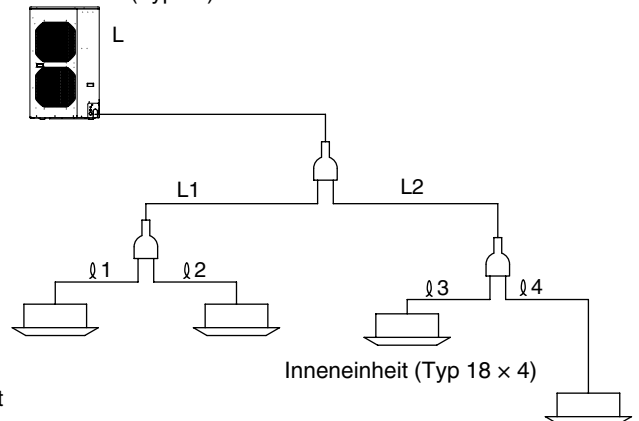 L
L1
L2
ℓ1
ℓ2
ℓ3
ℓ4
Inneneinheit (Typ 18 × 4)